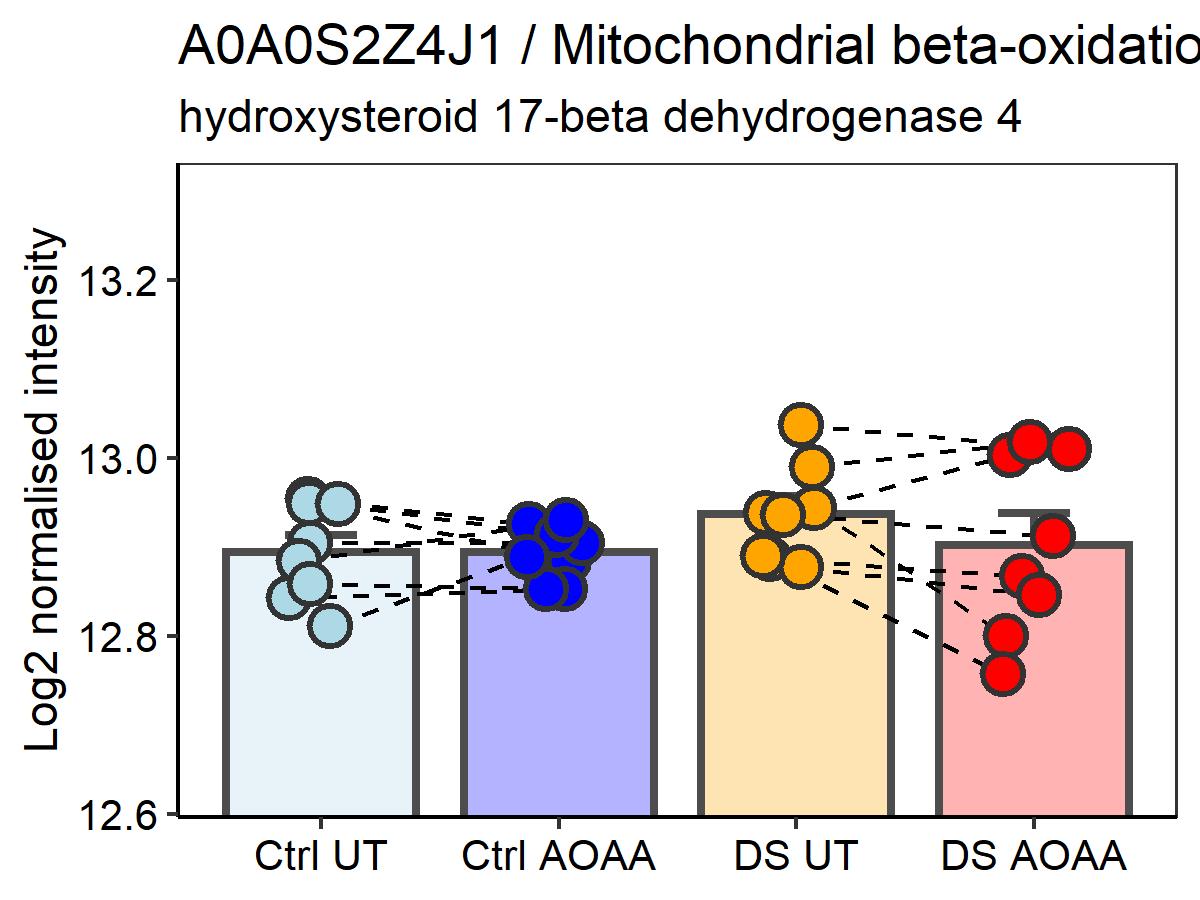 A0A0S2Z4J1 / Mitochondrial beta-oxidatio
hydroxysteroid 17-beta dehydrogenase 4
Log2 normalised intensity
13.2
13.0
12.8
12.6
Ctrl UT
Ctrl AOAA
DS UT
DS AOAA